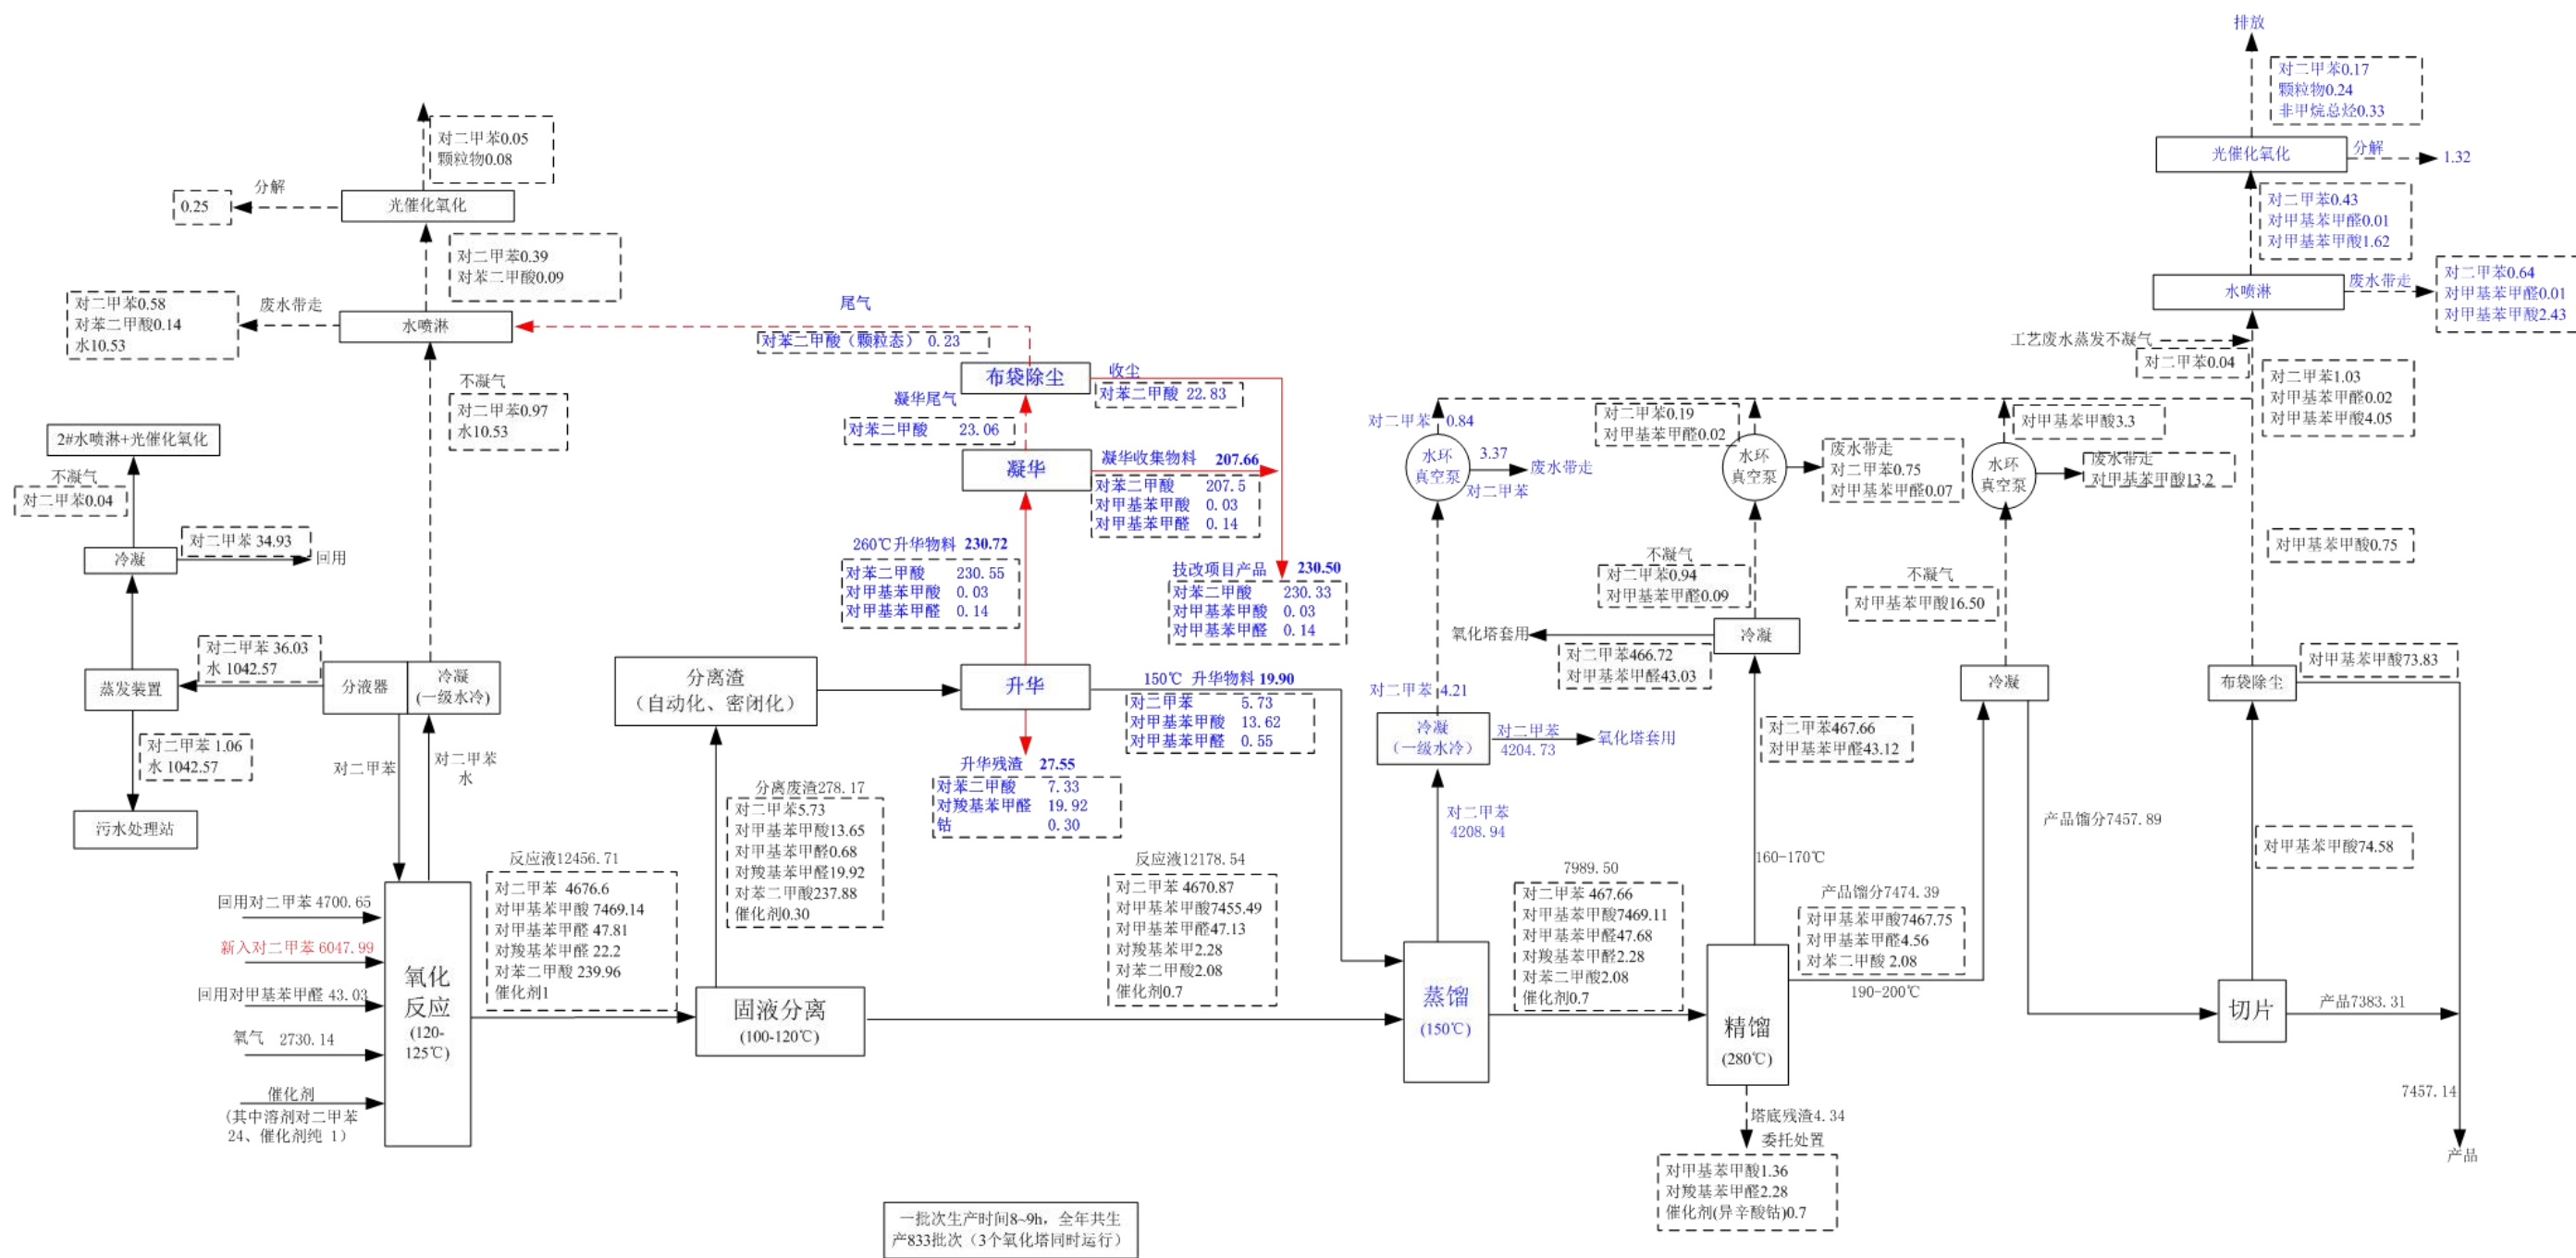 排放
对二甲苯0.17
颗粒物0.24
非甲烷总烃0.33
光催化氧化
分解
1.32
对二甲苯0.43
对甲基苯甲醛0.01
对甲基苯甲酸1.62
水喷淋
废水带走
对二甲苯0.64
对甲基苯甲醛0.01
对甲基苯甲酸2.43
工艺废水蒸发不凝气
对二甲苯0.04
对二甲苯1.03
对甲基苯甲醛0.02
对甲基苯甲酸4.05
对二甲苯0.05
颗粒物0.08
分解
0.25
光催化氧化
对二甲苯0.39
对苯二甲酸0.09
对二甲苯0.58
对苯二甲酸0.14
水10.53
废水带走
水喷淋
不凝气
对二甲苯0.97
水10.53
2#水喷淋+光催化氧化
不凝气
对二甲苯0.04
冷凝
对二甲苯 34.93
回用
对二甲苯 36.03
水 1042.57
蒸发装置
分液器
冷凝
(一级水冷)
对二甲苯 1.06
水 1042.57
污水处理站
对二甲苯
对二甲苯
水
尾气
对苯二甲酸（颗粒态） 0.23
布袋除尘
收尘
对苯二甲酸 22.83
凝华尾气
对苯二甲酸 23.06
凝华
凝华收集物料 207.66
对苯二甲酸 207.5
对甲基苯甲酸 0.03
对甲基苯甲醛 0.14
260℃升华物料 230.72
对苯二甲酸 230.55
对甲基苯甲酸 0.03
对甲基苯甲醛 0.14
技改项目产品 230.50
对苯二甲酸 230.33
对甲基苯甲酸 0.03
对甲基苯甲醛 0.14
分离渣
（自动化、密闭化）
升华
150℃ 升华物料 19.90
对二甲苯 5.73
对甲基苯甲酸 13.62
对甲基苯甲醛 0.55
升华残渣 27.55
对苯二甲酸 7.33
对羧基苯甲醛 19.92
钴 0.30
分离废渣278.17
对二甲苯5.73
对甲基苯甲酸13.65
对甲基苯甲醛0.68
对羧基苯甲醛19.92
对苯二甲酸237.88
催化剂0.30
对二甲苯 0.84
水环
真空泵
3.37
对二甲苯
废水带走
对二甲苯 4.21
冷凝
（一级水冷）
对二甲苯
4204.73
氧化塔套用
对二甲苯
4208.94
对二甲苯0.19
对甲基苯甲醛0.02
水环
真空泵
废水带走
对二甲苯0.75
对甲基苯甲醛0.07
不凝气
对二甲苯0.94
对甲基苯甲醛0.09
氧化塔套用
冷凝
对二甲苯466.72
对甲基苯甲醛43.03
对二甲苯467.66
对甲基苯甲醛43.12
160-170℃
对甲基苯甲酸3.3
水环
真空泵
废水带走
对甲基苯甲酸13.2
不凝气
对甲基苯甲酸16.50
冷凝
产品馏分7457.89
对甲基苯甲酸0.75
布袋除尘
对甲基苯甲酸73.83
对甲基苯甲酸74.58
回用对二甲苯 4700.65
新入对二甲苯 6047.99
回用对甲基苯甲醛 43.03
氧气 2730.14
催化剂
（其中溶剂对二甲苯
24、催化剂纯 1）
氧化
反应
(120-
125℃)
反应液12456.71
对二甲苯 4676.6
对甲基苯甲酸 7469.14
对甲基苯甲醛 47.81
对羧基苯甲醛 22.2
对苯二甲酸 239.96
催化剂1
固液分离
(100-120℃)
反应液12178.54
对二甲苯 4670.87
对甲基苯甲酸7455.49
对甲基苯甲醛47.13
对羧基苯甲2.28
对苯二甲酸2.08
催化剂0.7
蒸馏
(150℃)
7989.50
对二甲苯 467.66
对甲基苯甲酸7469.11
对甲基苯甲醛47.68
对羧基苯甲醛2.28
对苯二甲酸2.08
催化剂0.7
精馏
(280℃)
产品馏分7474.39
对甲基苯甲酸7467.75
对甲基苯甲醛4.56
对苯二甲酸 2.08
190-200℃
切片
产品7383.31
7457.14
产品
塔底残渣4.34
委托处置
对甲基苯甲酸1.36
对羧基苯甲醛2.28
催化剂(异辛酸钴)0.7
一批次生产时间8~9h，全年共生
产833批次（3个氧化塔同时运行）